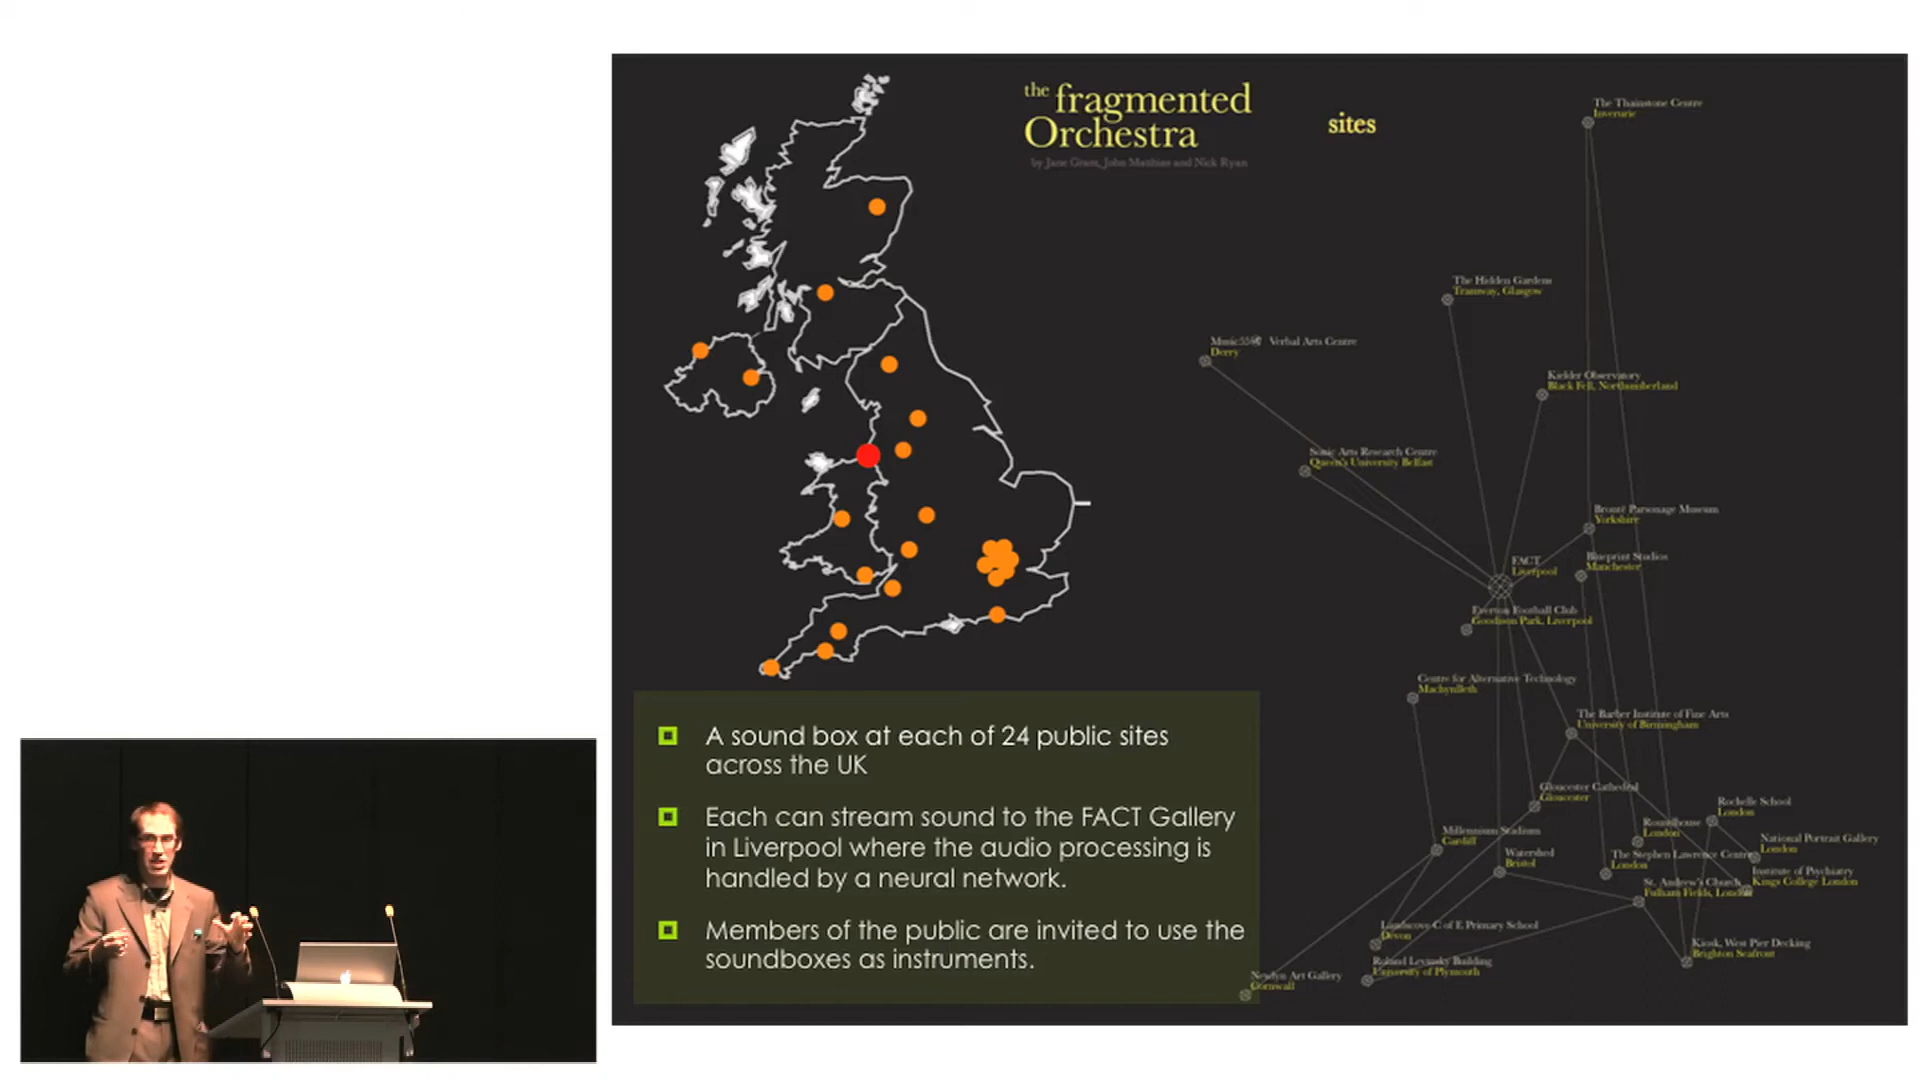 the fragmented
Orchestra
by Jane Grant, John Matthias and Nick Ryan
sites
The Thainstone Centre
Inverurie
The Hidden Gardens
Tramway, Glasgow
Verbal Arts Centre
Derry
Kielder Observatory
Black Fell, Northumberland
Sonic Arts Research Centre
Queen's University Belfast
Brontë Parsonage Museum
Yorkshire
Blueprint Studios
Manchester
FACT
Liverpool
Everton Football Club
Goodison Park, Liverpool
Centre for Alternative Technology
Machynlleth
The Barber Institute of Fine Arts
University of Birmingham
Gloucester Cathedral
Gloucester
Rochelle School
London
Roundhouse
London
Millennium Stadium
Cardiff
National Portrait Gallery
London
Watershed
Bristol
The Stephen Lawrence Centre
London
Institute of Psychiatry
Kings College London
St. Andrew's Church
Fulham Fields, London
Landscove C of E Primary School
Devon
Kiosk, West Pier Decking
Brighton Seafront
Roland Levinsky Building
University of Plymouth
Newlyn Art Gallery
Cornwall
A sound box at each of 24 public sites
across the UK
Each can stream sound to the FACT Gallery
in Liverpool where the audio processing is
handled by a neural network.
Members of the public are invited to use the
soundboxes as instruments.